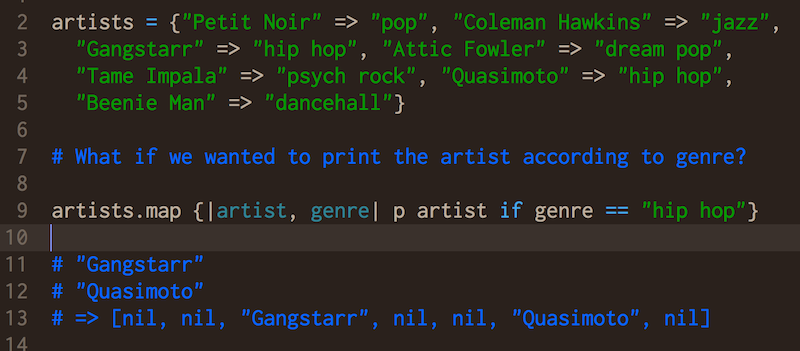 2 artists = {"Petit Noir" => "pop", "Coleman Hawkins" => "jazz",
3 "Gangstarr" => "hip hop", "Attic Fowler" => "dream pop",
4 "Tame Impala" => "psych rock", "Quasimoto" => "hip hop",
5 "Beenie Man" => "dancehall"}
6
7 # What if we wanted to print the artist according to genre?
8
9 artists.map {|artist, genre| p artist if genre == "hip hop"}
10
11 # "Gangstarr"
12 # "Quasimoto"
13 # => [nil, nil, "Gangstarr", nil, nil, "Quasimoto", nil]
14